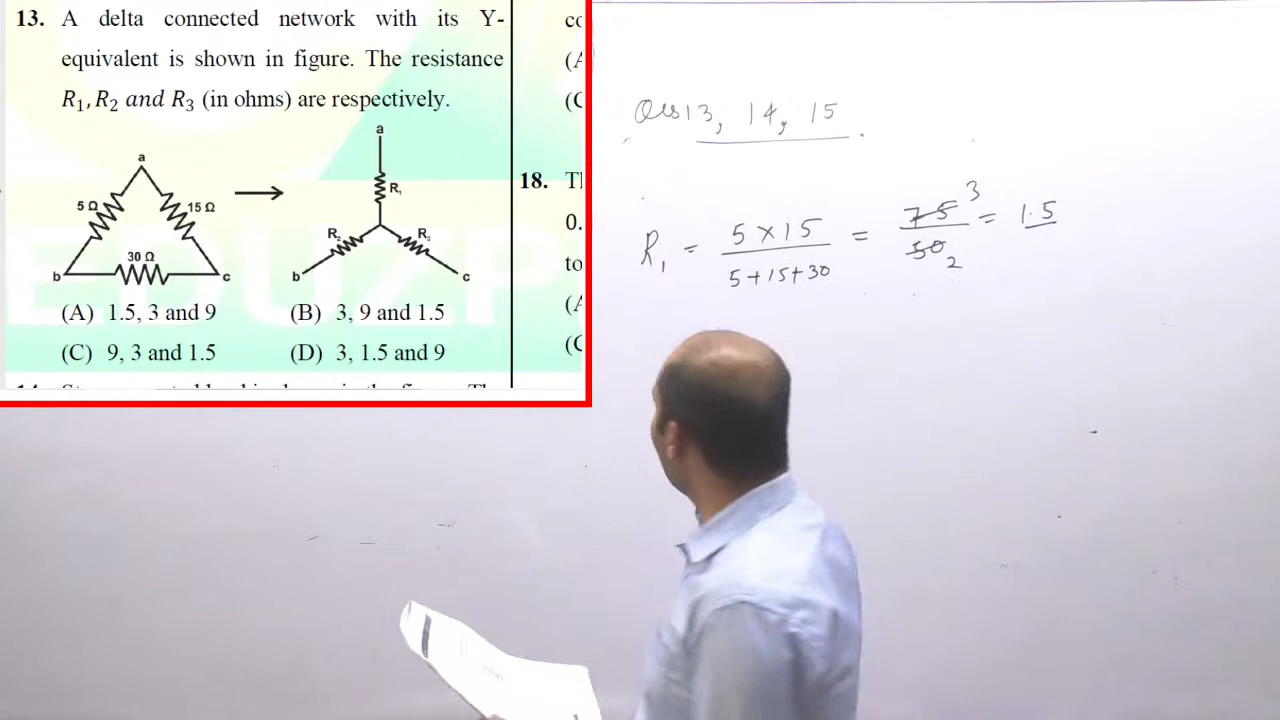 13. A delta connected network with its Y-
equivalent is shown in figure. The resistance
R1, R2 and R3 (in ohms) are respectively.
a
5 Ω
15 Ω
30 Ω
b
c
a
R1
R2
R3
b
c
(A) 1.5, 3 and 9
(B) 3, 9 and 1.5
(C) 9, 3 and 1.5
(D) 3, 1.5 and 9
(A
(C
18.
0.
to
(A
(C
Ques 13, 14, 15.
R1 = 5×15 / 5+15+30 = 75 / 50 3 2 = 1.5